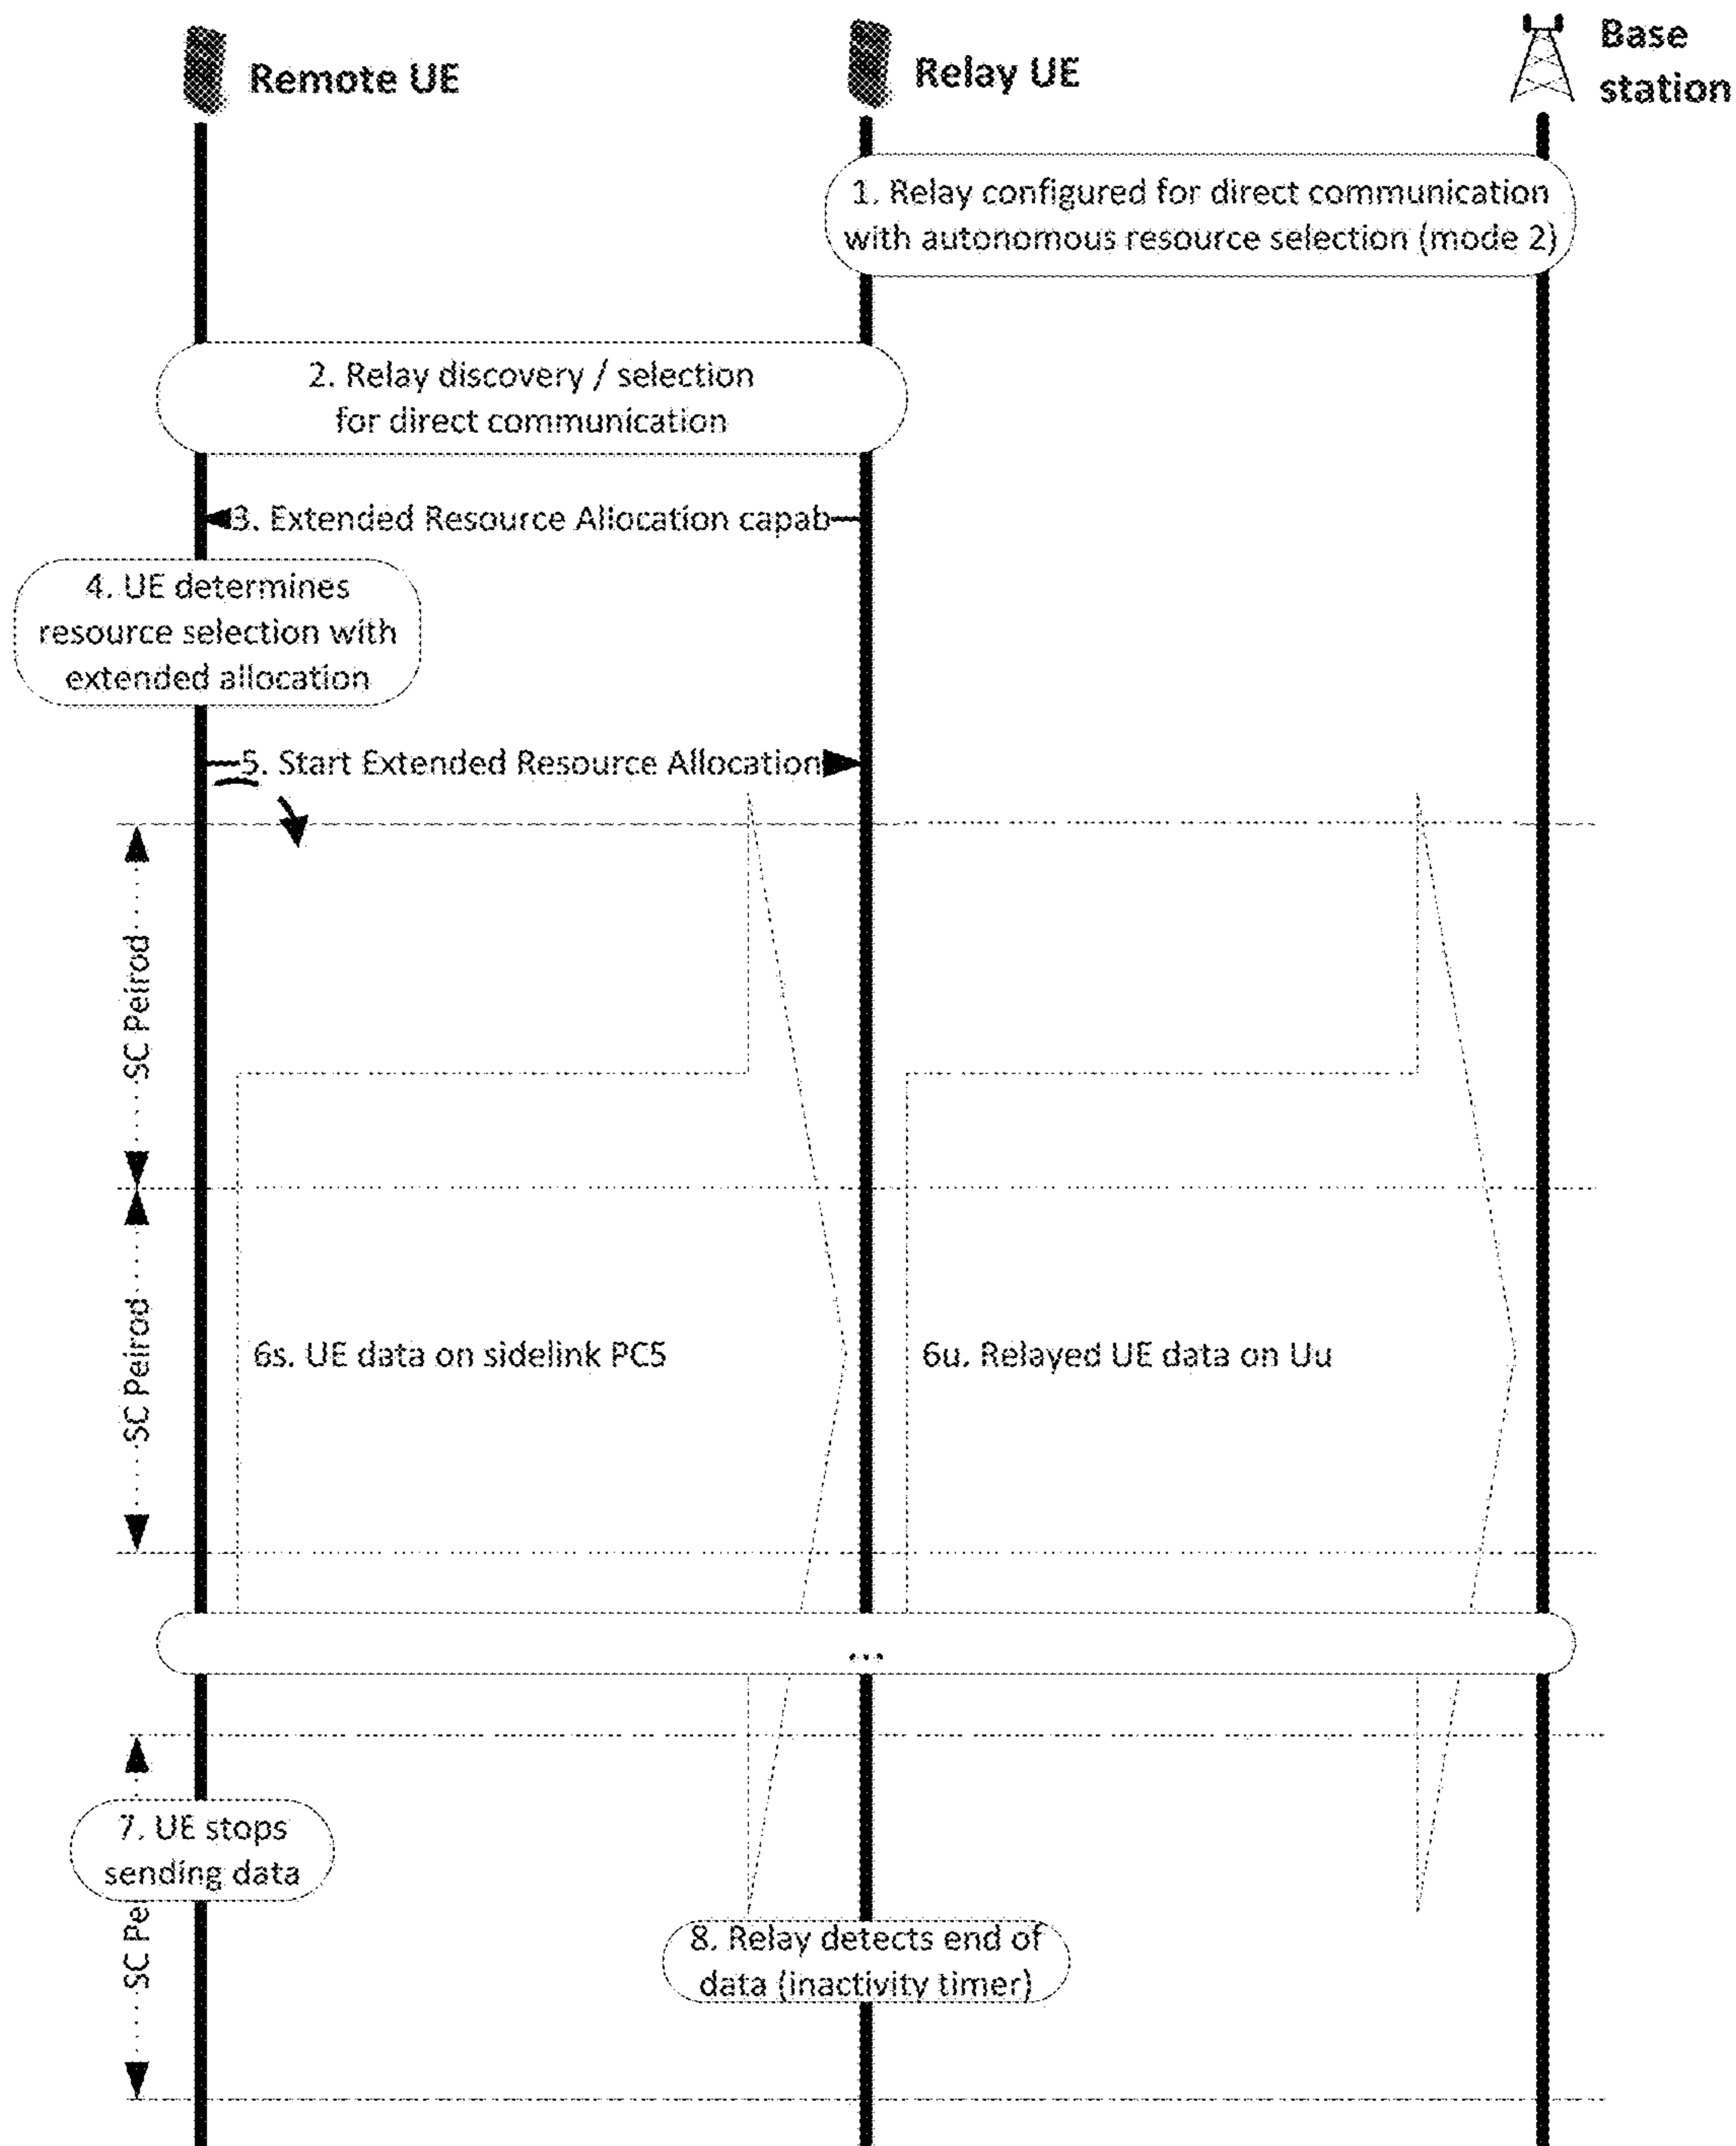 Remote UE
Relay UE
Base
station
1. Relay configured for direct communication
with autonomous resource selection (mode 2)
2. Relay discovery / selection
for direct communication
3. Extended Resource Allocation capab
4. UE determines
resource selection with
extended allocation
5. Start Extended Resource Allocation
SC Peirod
SC Peirod
6s. UE data on sidelink PC5
6u. Relayed UE data on Uu
...
7. UE stops
sending data
SC Pe
8. Relay detects end of
data (inactivity timer)